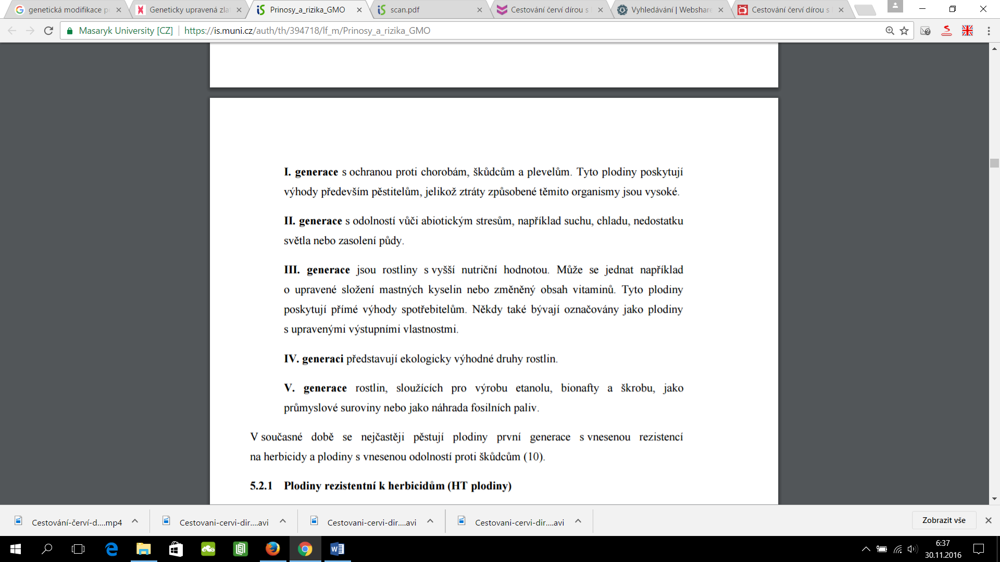 genetická modifikace p
Geneticky upravená zla
Prinosy_a_rizika_GMO
scan.pdf
Cestování červí dírou s
Vyhledávání | Webshare
Cestování červí dírou s
Masaryk University [CZ] https://is.muni.cz/auth/th/394718/lf_m/Prinosy_a_rizika_GMO
I. generace s ochranou proti chorobám, škůdcům a plevelům. Tyto plodiny poskytují
výhody především pěstitelům, jelikož ztráty způsobené těmito organismy jsou vysoké.
II. generace s odolností vůči abiotickým stresům, například suchu, chladu, nedostatku
světla nebo zasolení půdy.
III. generace jsou rostliny s vyšší nutriční hodnotou. Může se jednat například
o upravené složení mastných kyselin nebo změněný obsah vitaminů. Tyto plodiny
poskytují přímé výhody spotřebitelům. Někdy také bývají označovány jako plodiny
s upravenými výstupními vlastnostmi.
IV. generaci představují ekologicky výhodné druhy rostlin.
V. generace rostlin, sloužících pro výrobu etanolu, bionafty a škrobu, jako
průmyslové suroviny nebo jako náhrada fosilních paliv.
V současné době se nejčastěji pěstují plodiny první generace s vnesenou rezistencí
na herbicidy a plodiny s vnesenou odolností proti škůdcům (10).
5.2.1 Plodiny rezistentní k herbicidům (HT plodiny)
Cestování-červí-d....mp4
Cestovani-cervi-dir....avi
Cestovani-cervi-dir....avi
Cestovani-cervi-dir....avi
Zobrazit vše
6:37
30.11.2016